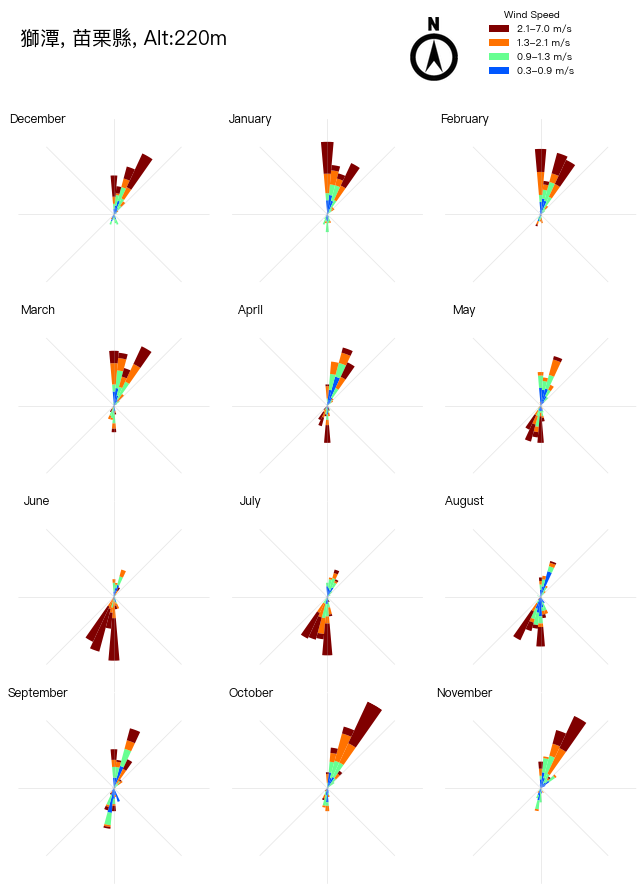 獅潭, 苗栗縣, Alt:220m
N
Wind Speed
2.1–7.0 m/s
1.3–2.1 m/s
0.9–1.3 m/s
0.3–0.9 m/s
December
January
February
March
April
May
June
July
August
September
October
November